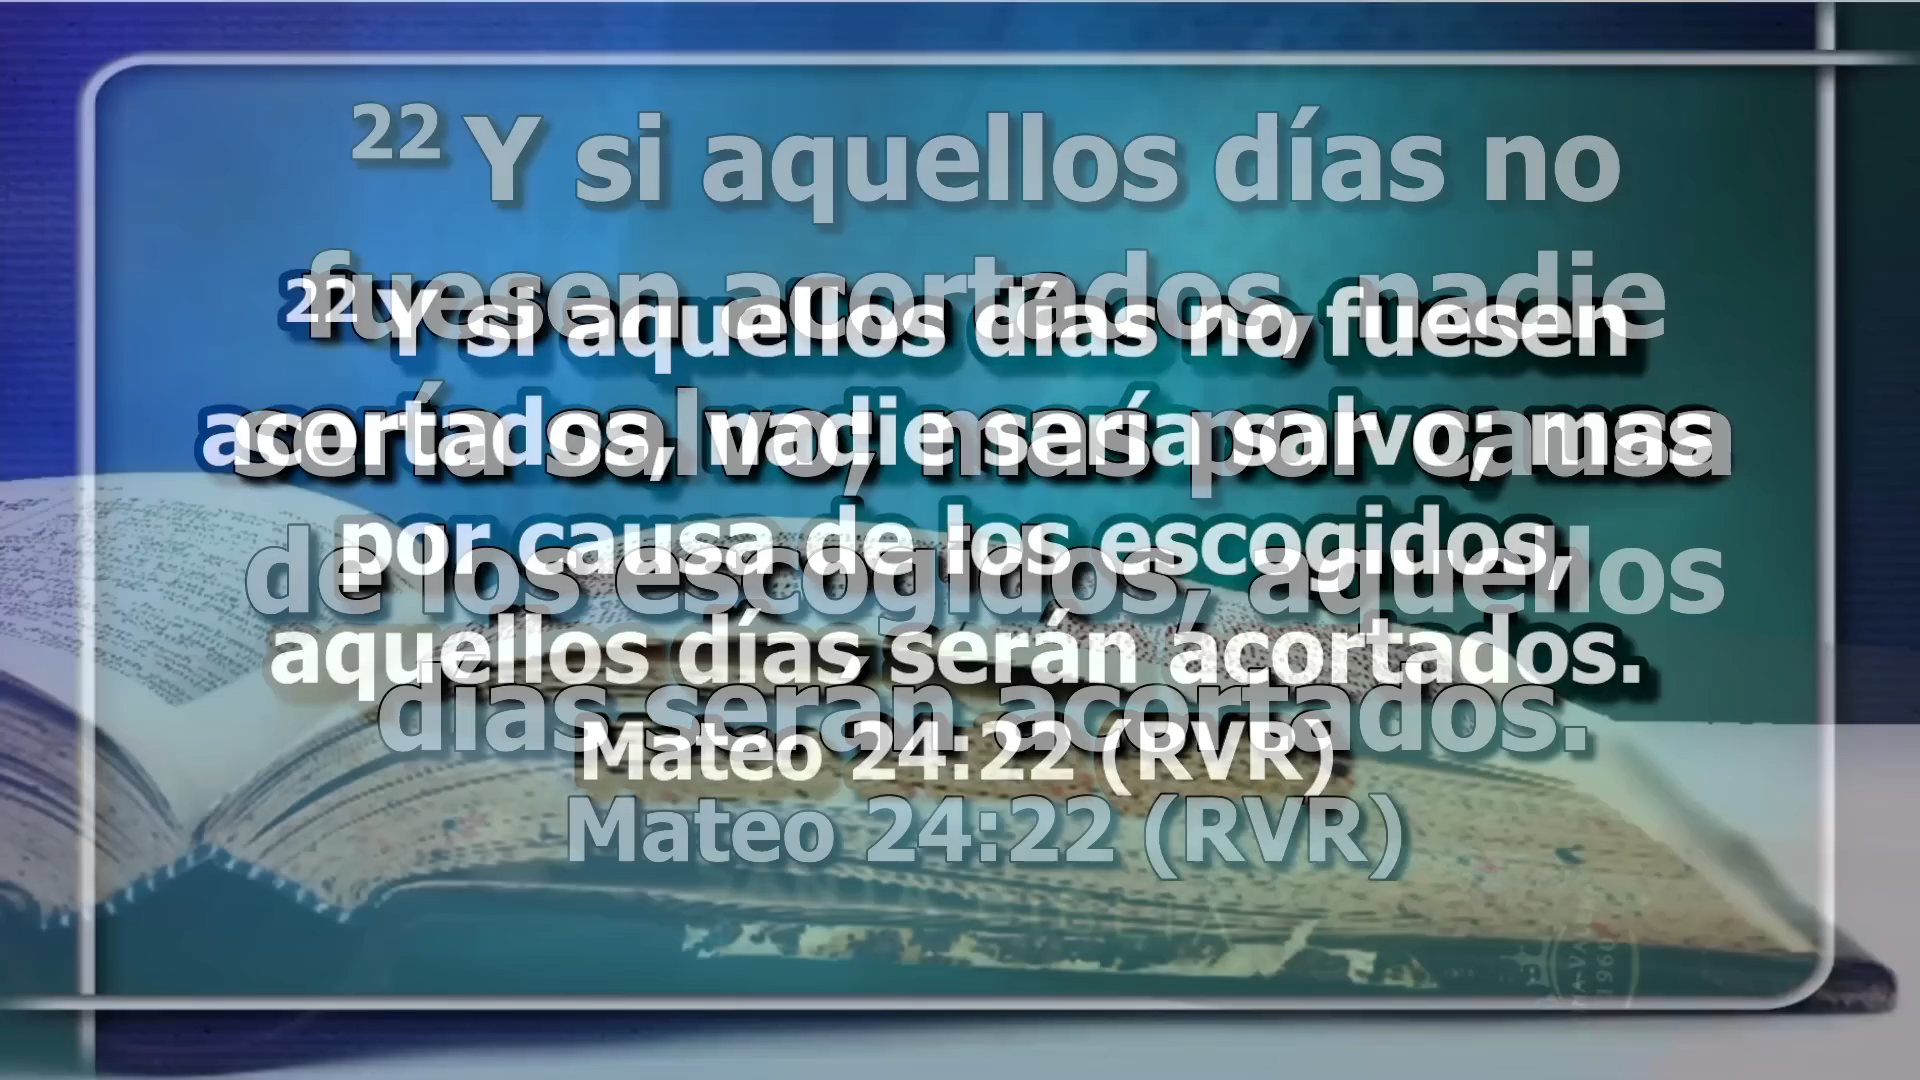 22 Y si aquellos días no
fuesen acortados, nadie
sería salvo; mas por causa
de los escogidos, aquellos
días serán acortados.
Mateo 24:22 (RVR)
22 Y si aquellos días no fuesen
acortados, nadie sería salvo; mas
por causa de los escogidos,
aquellos días serán acortados.
Mateo 24:22 (RVR)
1960